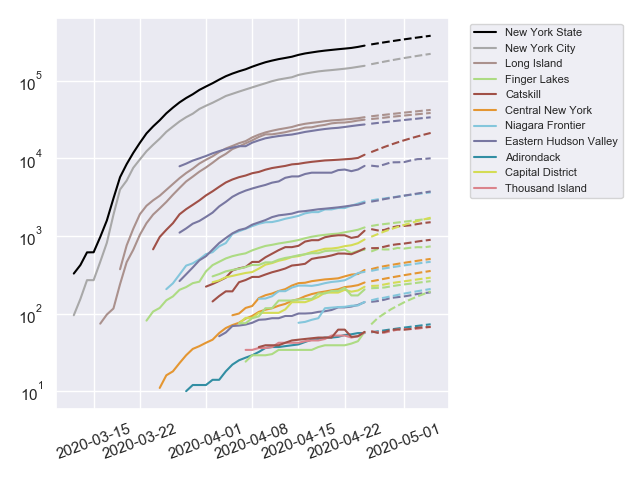 10^5
10^4
10^3
10^2
10^1
2020-03-15
2020-03-22
2020-04-01
2020-04-08
2020-04-15
2020-04-22
2020-05-01
New York State
New York City
Long Island
Finger Lakes
Catskill
Central New York
Niagara Frontier
Eastern Hudson Valley
Adirondack
Capital District
Thousand Island